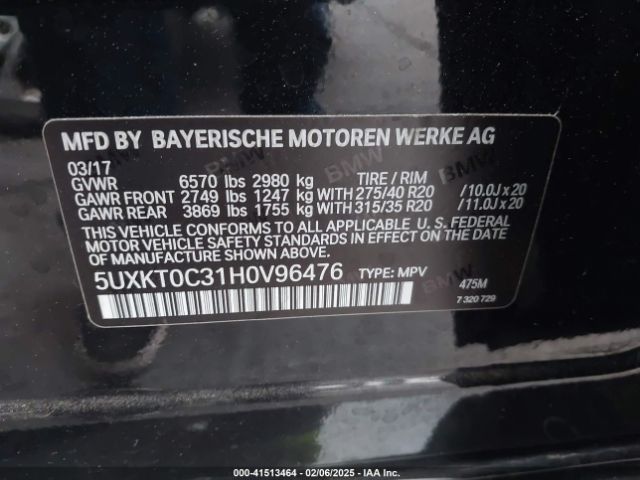 MFD BY BAYERISCHE MOTOREN WERKE AG
03/17
GVWR 6570 lbs 2980 kg TIRE / RIM
GAWR FRONT 2749 lbs 1247 kg WITH 275/40 R20 /10.0J x 20
GAWR REAR 3869 lbs 1755 kg WITH 315/35 R20 /11.0J x 20
THIS VEHICLE CONFORMS TO ALL APPLICABLE U. S. FEDERAL
MOTOR VEHICLE SAFETY STANDARDS IN EFFECT ON THE DATE OF
MANUFACTURE SHOWN ABOVE.
5UXKT0C31H0V96476 TYPE: MPV
475M
7 320 729
000-41513464 - 02/06/2025 - IAA Inc.